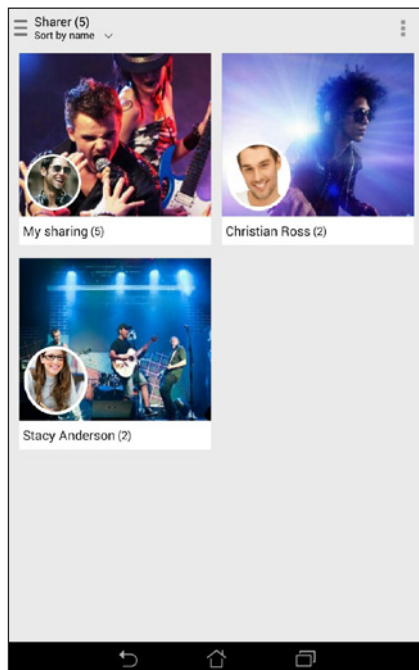 Sharer (5)
Sort by name
My sharing (5)
Christian Ross (2)
Stacy Anderson (2)